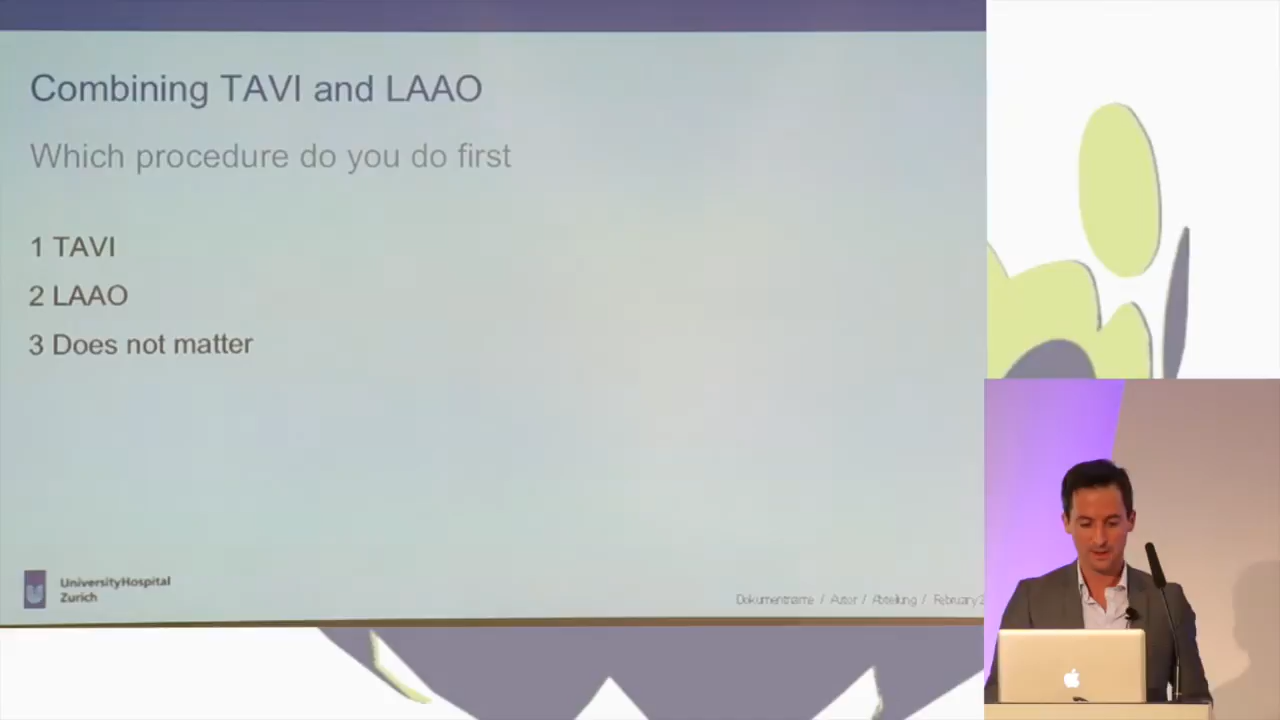 Combining TAVI and LAAO
Which procedure do you do first
1 TAVI
2 LAAO
3 Does not matter
UniversityHospital
Zurich
Dokumentname / Autor / Abteilung / February